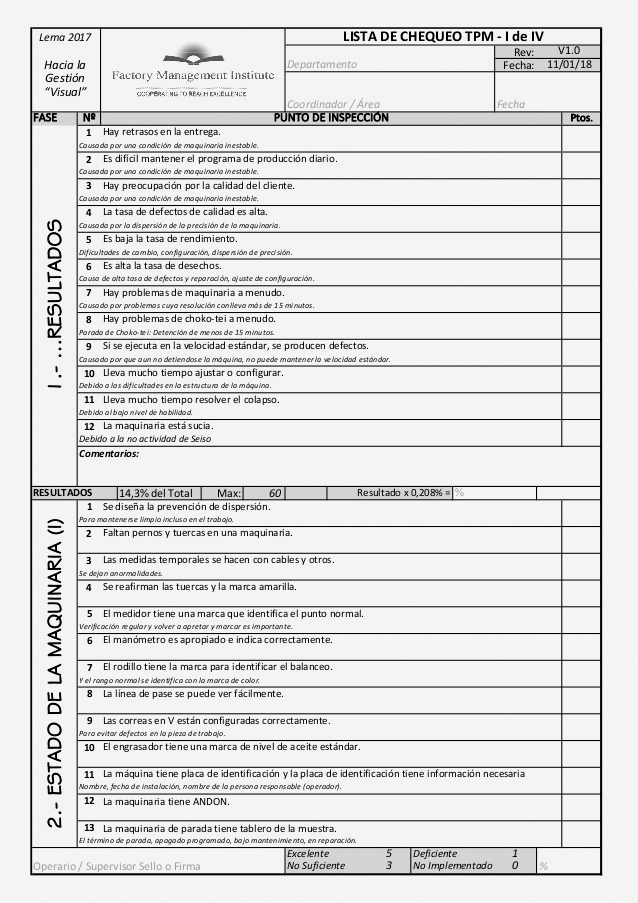 Lema 2017
Hacia la
Gestión
“Visual”
Factory Management Institute
COOPERATING TO REACH EXCELLENCE
LISTA DE CHEQUEO TPM - I de IV
Departamento
Rev: V1.0
Fecha: 11/01/18
Coordinador / Área
Fecha
FASE Nº PUNTO DE INSPECCIÓN Ptos.
1.- ...RESULTADOS
1 Hay retrasos en la entrega.
Causada por una condición de maquinaria inestable.
2 Es difícil mantener el programa de producción diario.
Causada por una condición de maquinaria inestable.
3 Hay preocupación por la calidad del cliente.
Causada por una condición de maquinaria inestable.
4 La tasa de defectos de calidad es alta.
Causada por la dispersión de la precisión de la maquinaria.
5 Es baja la tasa de rendimiento.
Dificultades de cambio, configuración, dispersión de precisión.
6 Es alta la tasa de desechos.
Causa de alta tasa de defectos y reparación, ajuste de configuración.
7 Hay problemas de maquinaria a menudo.
Causado por problemas cuya resolución conlleva más de 15 minutos.
8 Hay problemas de choko-tei a menudo.
Parada de Choko-tei: Detención de menos de 15 minutos.
9 Si se ejecuta en la velocidad estándar, se producen defectos.
Causado por que aun no detiendose la máquina, no puede mantener la velocidad estándar.
10 Lleva mucho tiempo ajustar o configurar.
Debido a las dificultades en la estructura de la máquina.
11 Lleva mucho tiempo resolver el colapso.
Debido al bajo nivel de habilidad.
12 La maquinaria está sucia.
Debido a la no actividad de Seiso
Comentarios:
RESULTADOS 14,3% del Total Max: 60 Resultado x 0,208% = %
2.- ESTADO DE LA MAQUINARIA (I)
1 Se diseña la prevención de dispersión.
Para mantenerse limpio incluso en el trabajo.
2 Faltan pernos y tuercas en una maquinaria.
3 Las medidas temporales se hacen con cables y otros.
Se dejan anormalidades.
4 Se reafirman las tuercas y la marca amarilla.
5 El medidor tiene una marca que identifica el punto normal.
Verificación regular y volver a apretar y marcar es importante.
6 El manómetro es apropiado e indica correctamente.
7 El rodillo tiene la marca para identificar el balanceo.
Y el rango normal se identifica con la marca de color.
8 La línea de pase se puede ver fácilmente.
9 Las correas en V están configuradas correctamente.
Para evitar defectos en la pieza de trabajo.
10 El engrasador tiene una marca de nivel de aceite estándar.
11 La máquina tiene placa de identificación y la placa de identificación tiene información necesaria
Nombre, fecha de instalación, nombre de la persona responsable (operador).
12 La maquinaria tiene ANDON.
13 La maquinaria de parada tiene tablero de la muestra.
El término de parada, apagado programado, bajo mantenimiento, en reparación.
Operario / Supervisor Sello o Firma
Excelente 5 Deficiente 1
No Suficiente 3 No Implementado 0 %